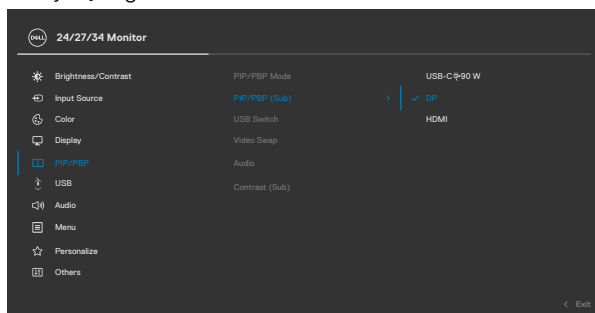 DELL 24/27/34 Monitor
Brightness/Contrast PIP/PBP Mode USB-C 90 W
Input Source PIP/PBP (Sub) > ✓ DP
Color USB Switch HDMI
Display Video Swap
PIP/PBP Audio
USB Contrast (Sub)
Audio
Menu
Personalize
Others
< Exit